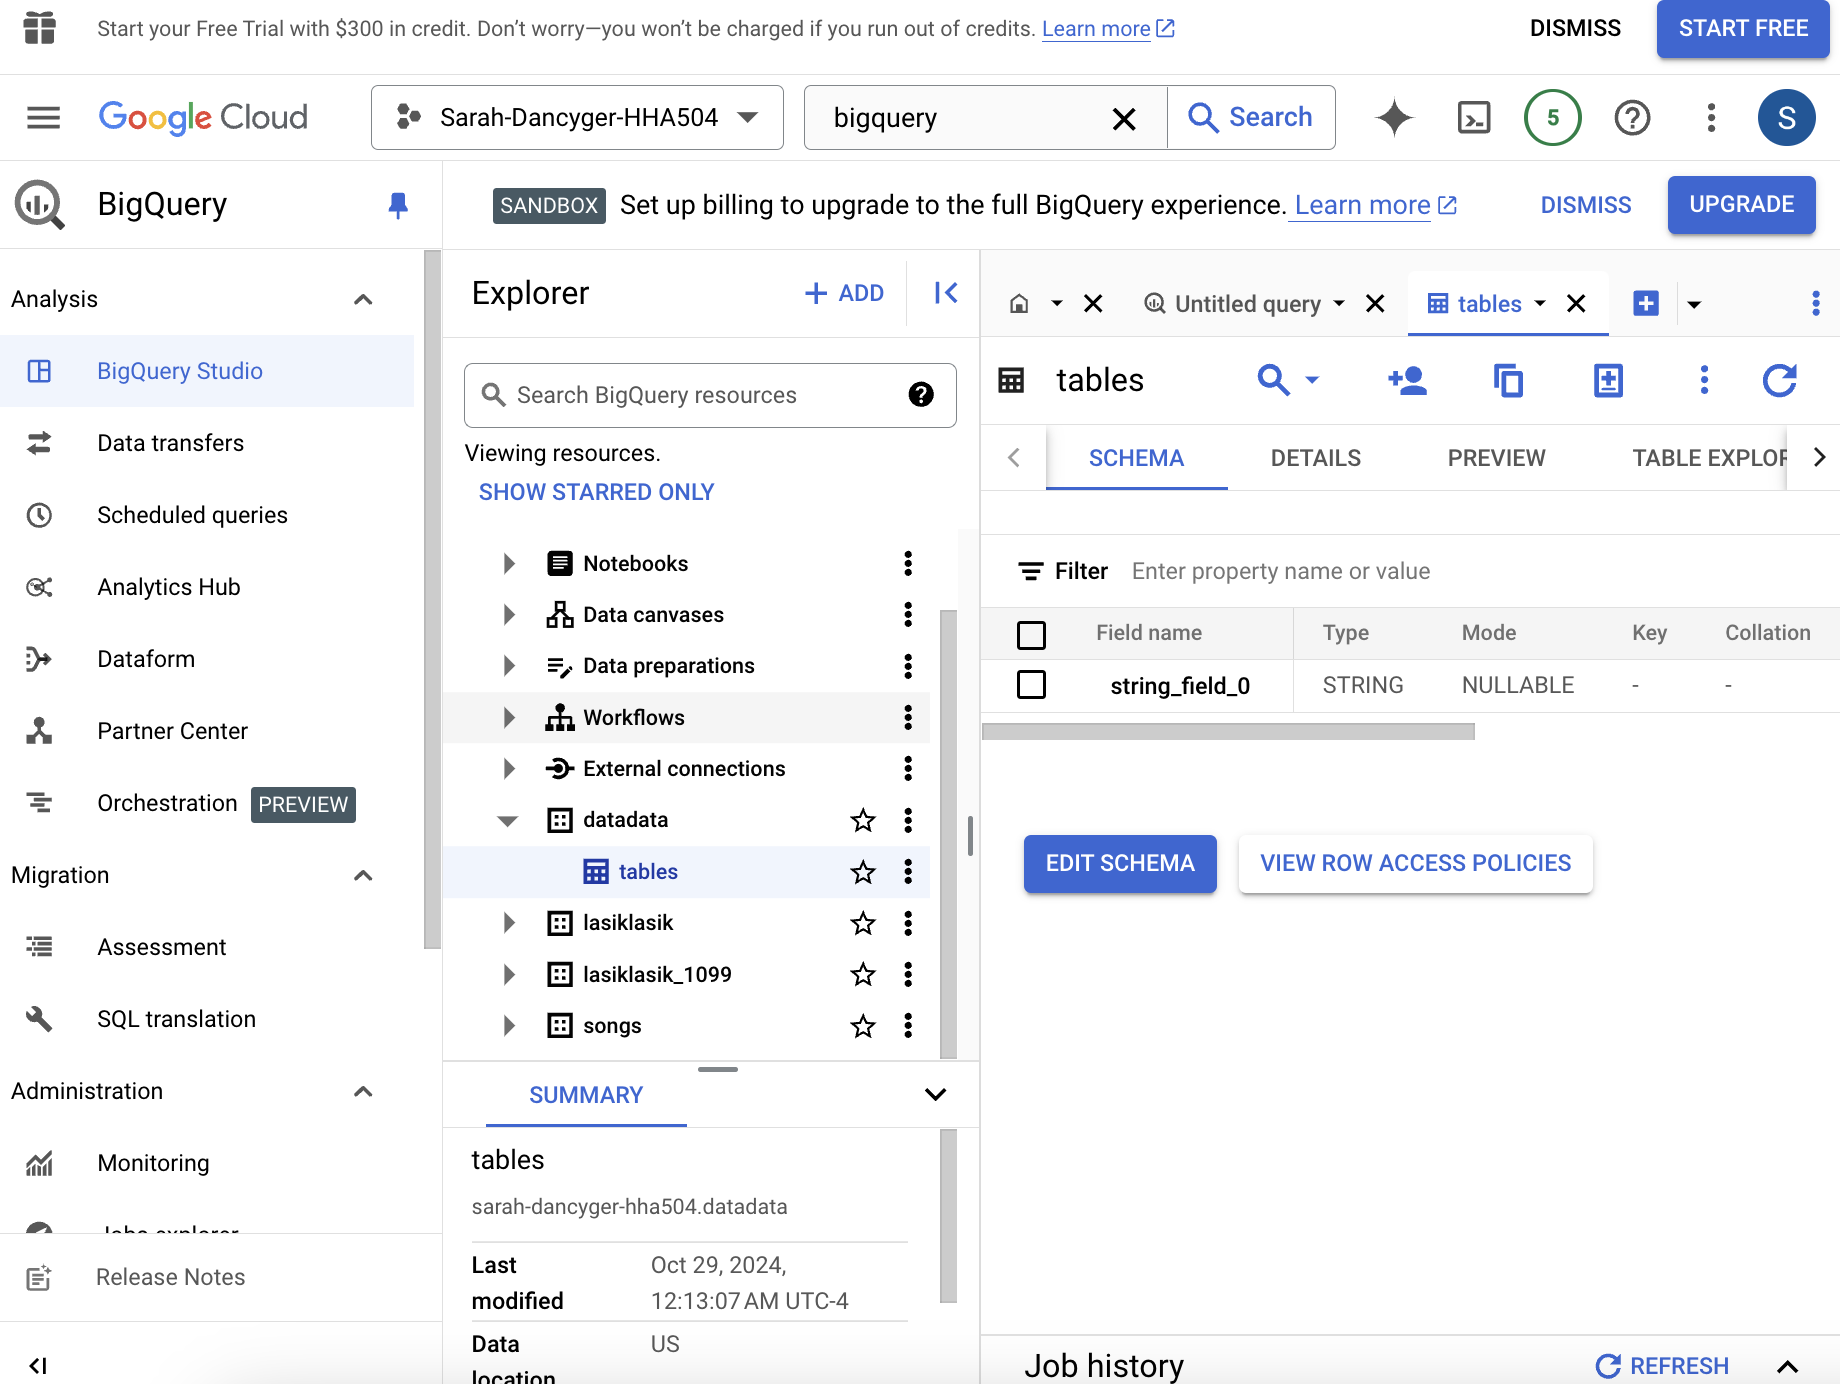 Start your Free Trial with $300 in credit. Don't worry—you won't be charged if you run out of credits. Learn more
DISMISS
START FREE
Google Cloud
Sarah-Dancyger-HHA504
bigquery
Search
5
S
BigQuery
SANDBOX Set up billing to upgrade to the full BigQuery experience. Learn more
DISMISS
UPGRADE
Analysis
BigQuery Studio
Data transfers
Scheduled queries
Analytics Hub
Dataform
Partner Center
Orchestration PREVIEW
Migration
Assessment
SQL translation
Administration
Monitoring
Jobs explorer
Release Notes
Explorer
ADD
Search BigQuery resources
Viewing resources.
SHOW STARRED ONLY
Notebooks
Data canvases
Data preparations
Workflows
External connections
datadata
tables
lasiklasik
lasiklasik_1099
songs
SUMMARY
tables
sarah-dancyger-hha504.datadata
Last modified Oct 29, 2024, 12:13:07 AM UTC-4
Data location US
Untitled query
tables
tables
SCHEMA DETAILS PREVIEW TABLE EXPLOR
Filter Enter property name or value
Field name Type Mode Key Collation
string_field_0 STRING NULLABLE - -
EDIT SCHEMA
VIEW ROW ACCESS POLICIES
Job history
REFRESH